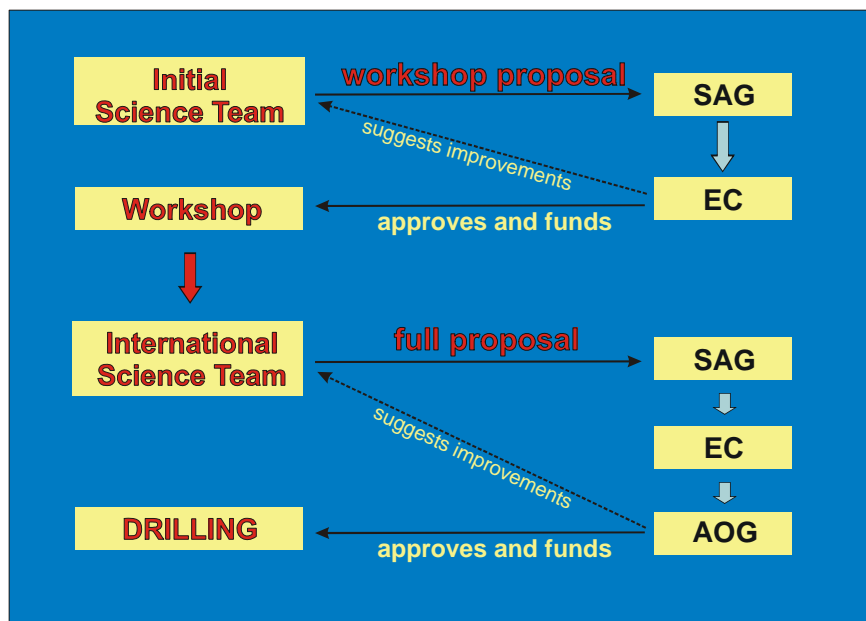 Initial
Science Team
workshop proposal
SAG
suggests improvements
EC
Workshop
approves and funds
International
Science Team
full proposal
SAG
suggests improvements
EC
DRILLING
approves and funds
AOG